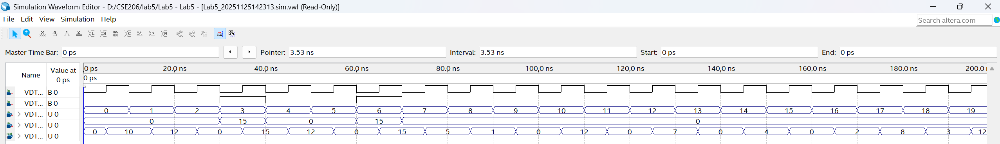 Simulation Waveform Editor - D:/CSE206/lab5/Lab5 - Lab5 - [Lab5_20251125142313.sim.vwf (Read-Only)]
File Edit View Simulation Help
Search altera.com
Master Time Bar: 0 ps Pointer: 3.53 ns Interval: 3.53 ns Start: 0 ps End: 0 ps
Name Value at 0 ps
0 ps 20.0 ns 40.0 ns 60.0 ns 80.0 ns 100.0 ns 120.0 ns 140.0 ns 160.0 ns 180.0 ns 200.0
0 ps
in VDT... B 0
in VDT... B 0
in VDT... U 0 0 1 2 3 4 5 6 7 8 9 10 11 12 13 14 15 16 17 18 19
in VDT... U 0 0 15 0 15 0
out VDT... U 0 0 10 12 0 15 12 0 15 5 1 0 12 0 7 0 4 0 2 8 3 12